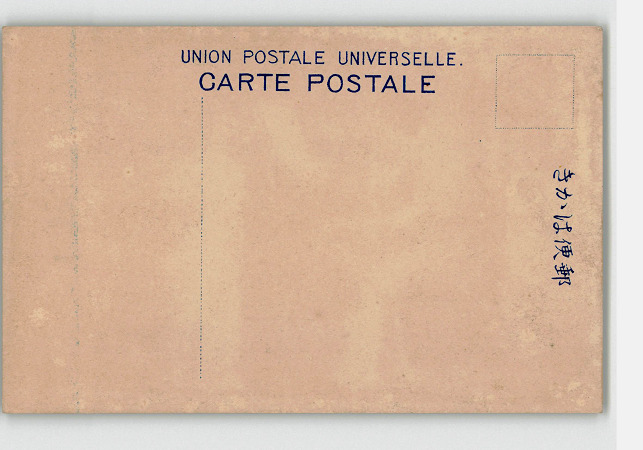 UNION POSTALE UNIVERSELLE.
CARTE POSTALE
きかは便郵